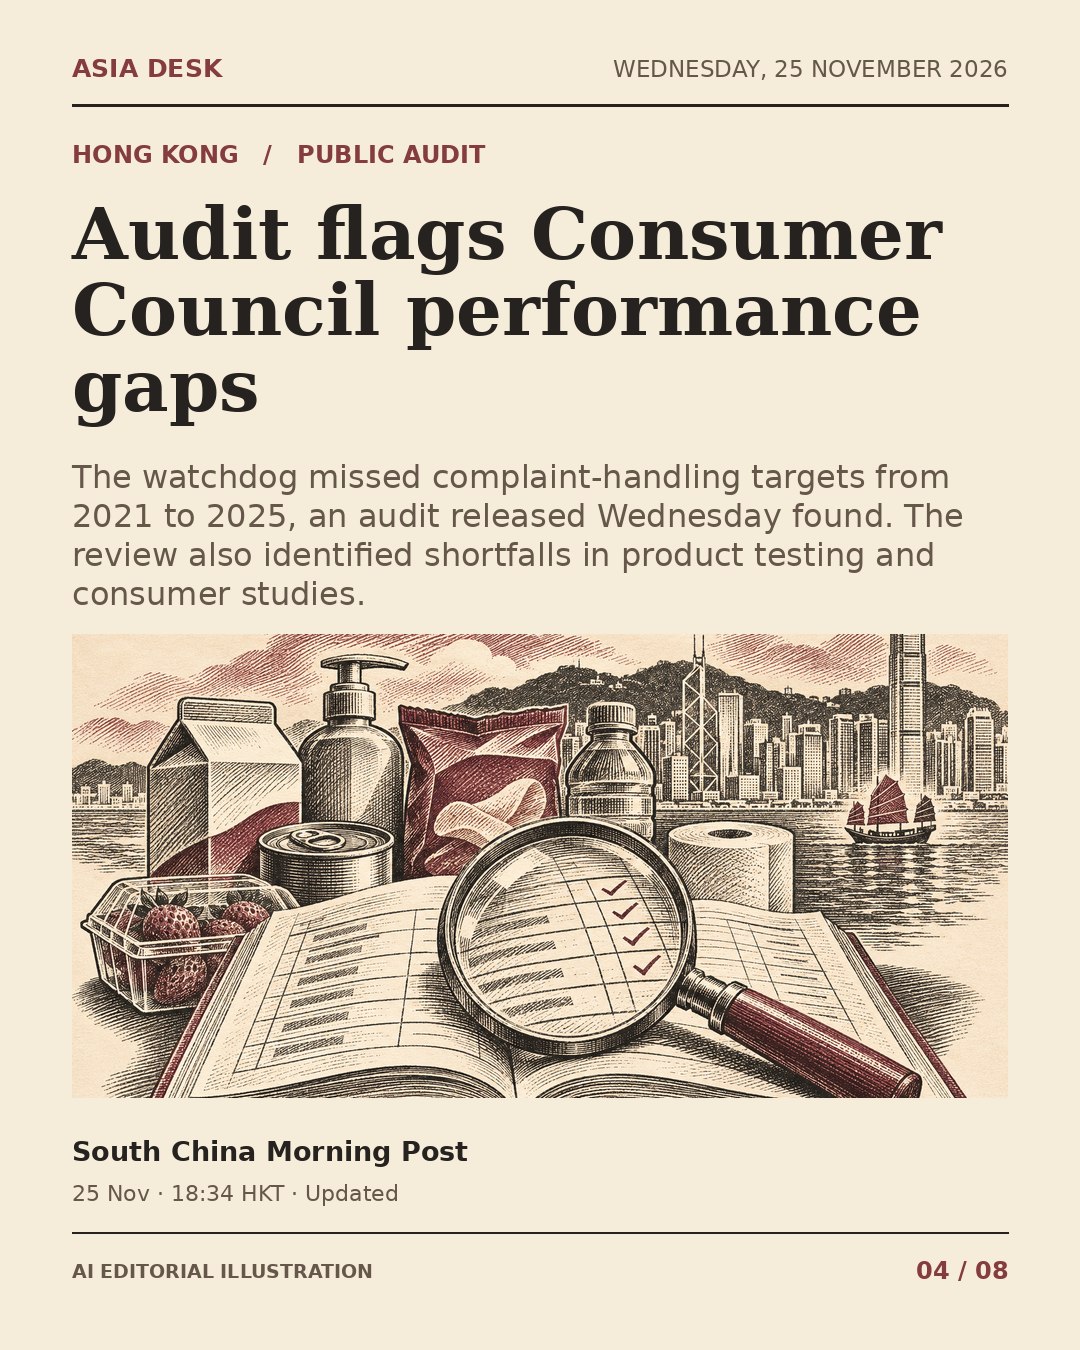 ASIA DESK
WEDNESDAY, 25 NOVEMBER 2026
HONG KONG / PUBLIC AUDIT
Audit flags Consumer
Council performance
gaps
The watchdog missed complaint-handling targets from
2021 to 2025, an audit released Wednesday found. The
review also identified shortfalls in product testing and
consumer studies.
South China Morning Post
25 Nov · 18:34 HKT · Updated
AI EDITORIAL ILLUSTRATION
04 / 08